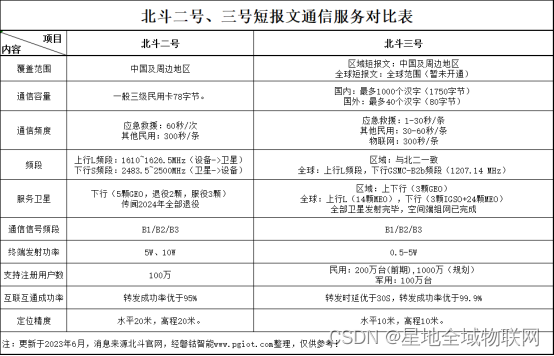 北斗二号、三号短报文通信服务对比表
项目
内容
北斗二号
北斗三号
覆盖范围
中国及周边地区
区域短报文：中国及周边地区
全球短报文：全球范围（暂未开通）
通信容量
一般三级民用卡78字节。
国内：最多1000个汉字（1750字节）
国外：最多40个汉字（80字节）
通信频度
应急救援：60秒/次
其他民用：300秒/条
应急救援：1-30秒/条
其他民用：30-60秒/条
物联网：300秒/条
频段
上行L频段：1610~1626.5MHz（设备->卫星）
下行S频段：2483.5~2500MHz（卫星->设备）
区域：与北二一致
全球：上行L频段，下行GSMC-B2b频段（1207.14 MHz）
服务卫星
下行（5颗GEO，退役2颗，服役3颗）
传闻2024年全部退役
区域：上下行（3颗GEO）
全球：上行L（14颗MEO），下行（3颗IGSO+24颗MEO）
全部卫星发射完毕，空间端组网已完成
通信信号频段
B1/B2/B3
B1/B2/B3
终端发射功率
5W、10W
0.5-5W
支持注册用户数
100万
民用：200万台(前期),1000万（规划）
军用：100万台
互联互通成功率
转发成功率优于95%
转发时延优于30S，转发成功率优于99.9%
定位精度
水平20米，高程20米。
水平10米，高程10米。
注：更新于2023年6月，消息来源北斗官网，经磐钴智能www.pgiot.com整理，仅供参考！
CSDN @星地全域物联网